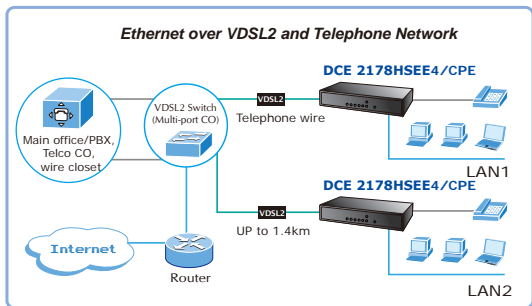 Ethernet over VDSL2 and Telephone Network
DCE 2178HSEE4/CPE
VDSL2 Switch
(Multi-port CO)
VDSL2
Telephone wire
Main office/PBX,
Telco CO,
wire closet
LAN1
DCE 2178HSEE4/CPE
VDSL2
UP to 1.4km
Internet
Router
LAN2